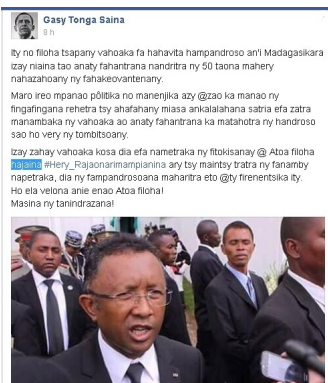 Gasy Tonga Saina
8 h
Ity no filoha tsapany vahoaka fa hahavita hampandroso an'i Madagasikara
izay niaina tao anaty fahantrana nandritra ny 50 taona mahery
nahazahoany ny fahakeovantenany.
Maro ireo mpanao pôlitika no manenjika azy @zao ka manao ny
fingafingana rehetra tsy ahafahany miasa ankalalahana satria efa zatra
manambaka ny vahoaka ao anaty fahantrana ka matahotra ny handroso
sao ho very ny tombitsoany.
Izay zahay vahoaka kosa dia efa nametraka ny fitokisanay @ Atoa filoha
hajaina #Hery_Rajaonarimampianina ary tsy maintsy tratra ny fanamby
napetraka, dia ny fampandrosoana maharitra eto @ty firenentsika ity.
Ho ela velona anie enao Atoa filoha!
Masina ny tanindrazana!